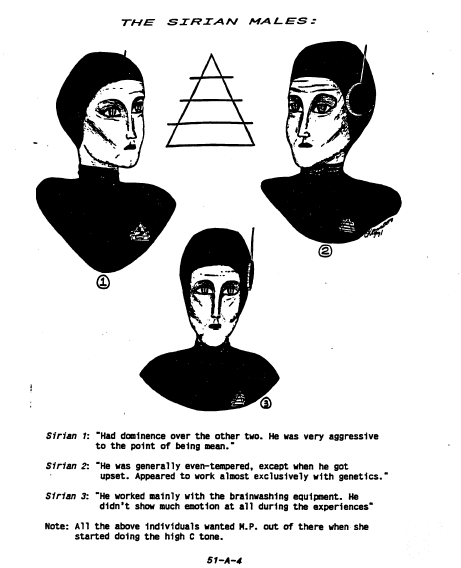 THE SIRIAN MALES:
1
2
3
Sirian 1: "Had dominence over the other two. He was very aggressive
to the point of being mean."
Sirian 2: "He was generally even-tempered, except when he got
upset. Appeared to work almost exclusively with genetics."
Sirian 3: "He worked mainly with the brainwashing equipment. He
didn't show much emotion at all during the experiences"
Note: All the above individuals wanted M.P. out of there when she
started doing the high C tone.
51-A-4